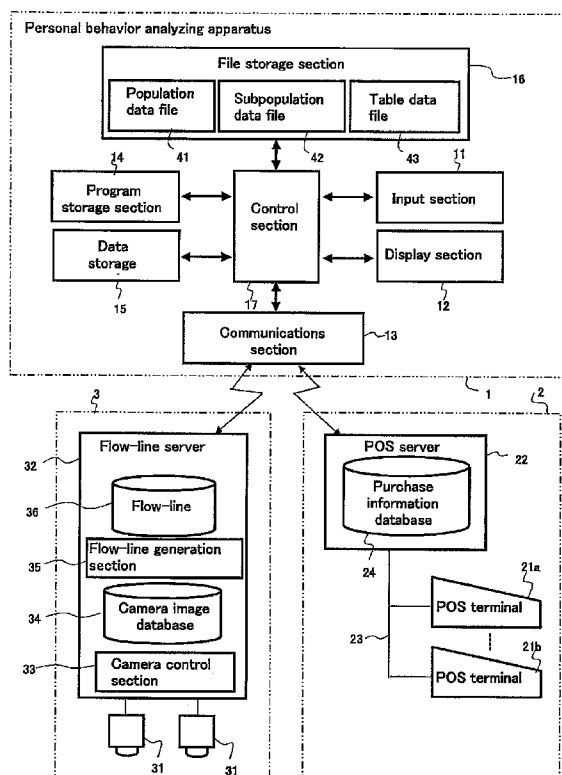 Personal behavior analyzing apparatus
File storage section
16
Population
data file
Subpopulation
data file
Table data
file
41
42
43
14
11
Program
storage section
Control
section
Input section
Data
storage
Display section
15
17
12
Communications
section
13
1
3
2
32
Flow-line server
POS server
22
36
Flow-line
Purchase
information
database
35
Flow-line generation
section
24
21a
34
Camera image
database
POS terminal
23
21b
33
Camera control
section
POS terminal
31
31